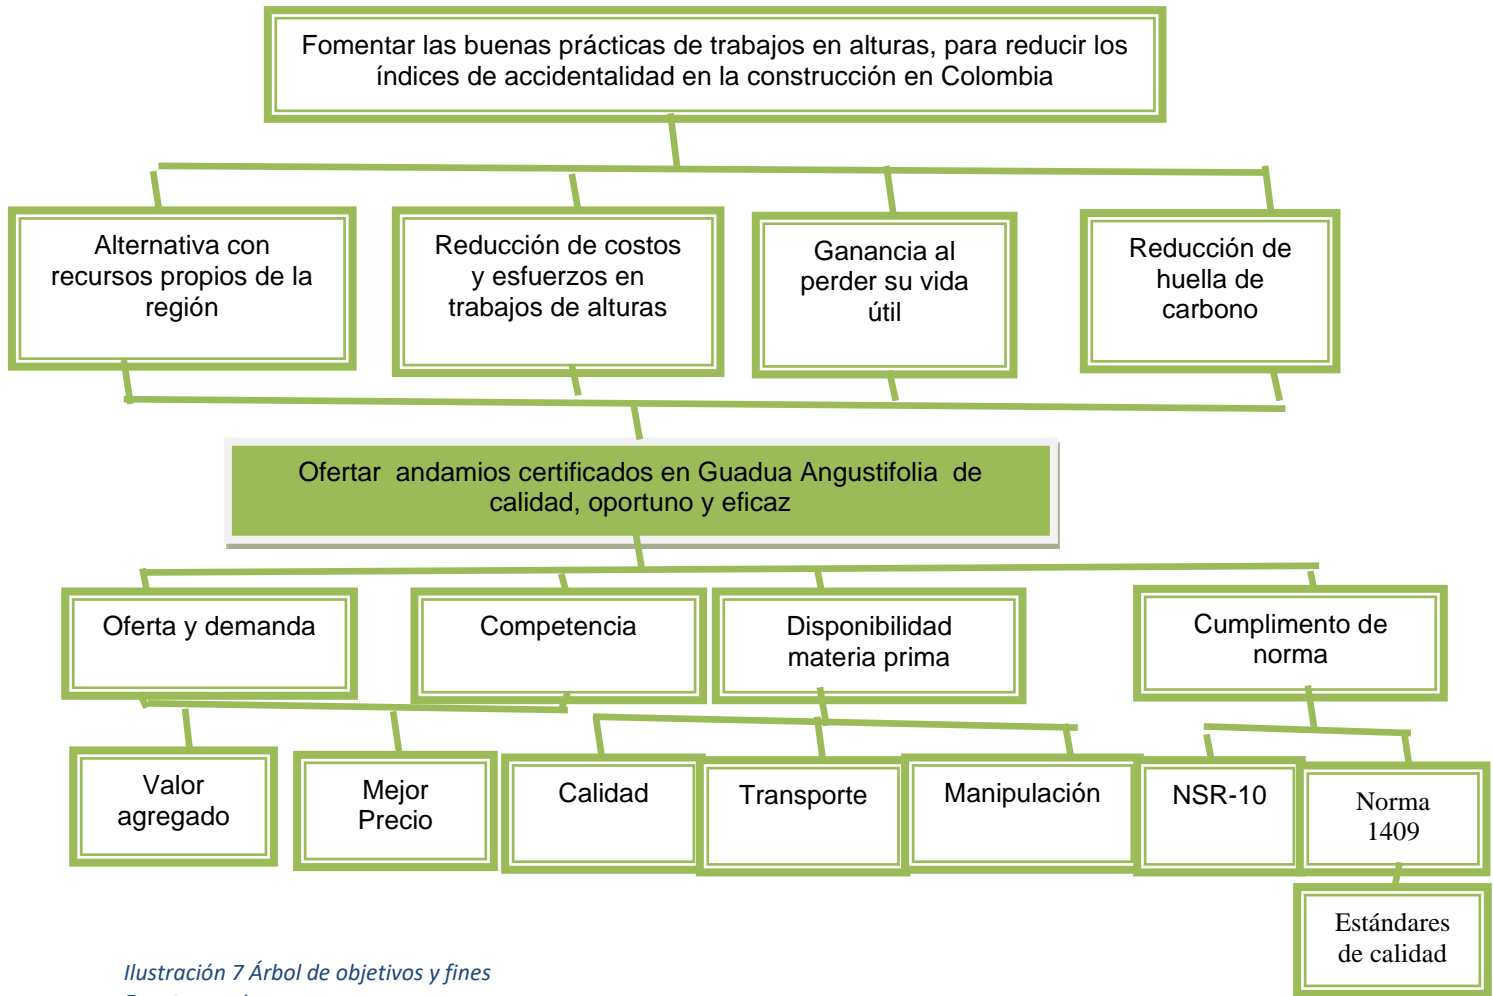 Fomentar las buenas prácticas de trabajos en alturas, para reducir los
índices de accidentalidad en la construcción en Colombia
Alternativa con
recursos propios de la
región
Reducción de costos
y esfuerzos en
trabajos de alturas
Ganancia al
perder su vida
útil
Reducción de
huella de
carbono
Ofertar andamios certificados en Guadua Angustifolia de
calidad, oportuno y eficaz
Oferta y demanda
Competencia
Disponibilidad
materia prima
Cumplimento de
norma
Valor
agregado
Mejor
Precio
Calidad
Transporte
Manipulación
NSR-10
Norma
1409
Estándares
de calidad
Ilustración 7 Árbol de objetivos y fines